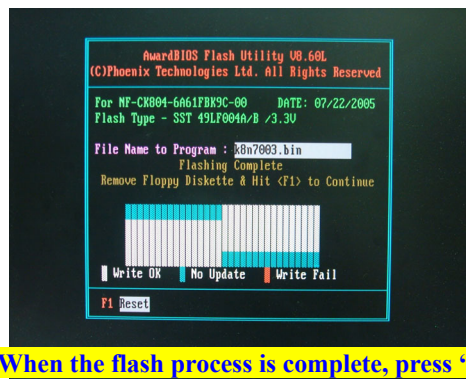 AwardBIOS Flash Utility V8.60L
(C)Phoenix Technologies Ltd. All Rights Reserved
For NF-CK804-6A61FBK9C-00 DATE: 07/22/2005
Flash Type - SST 49LF004A/B /3.3V
File Name to Program : k8n7003.bin
Flashing Complete
Remove Floppy Diskette & Hit <F1> to Continue
Write OK No Update Write Fail
F1 Reset
When the flash process is complete, press ‘